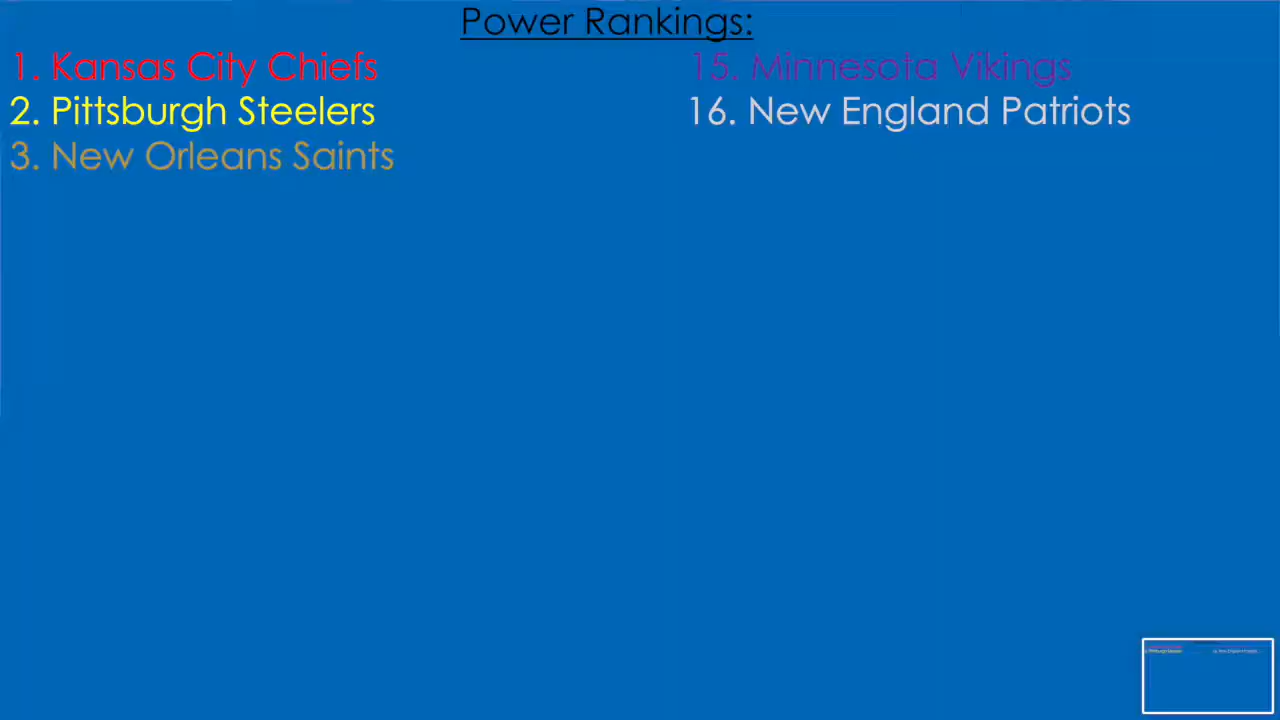 Power Rankings:
1. Kansas City Chiefs
2. Pittsburgh Steelers
3. New Orleans Saints
15. Minnesota Vikings
16. New England Patriots